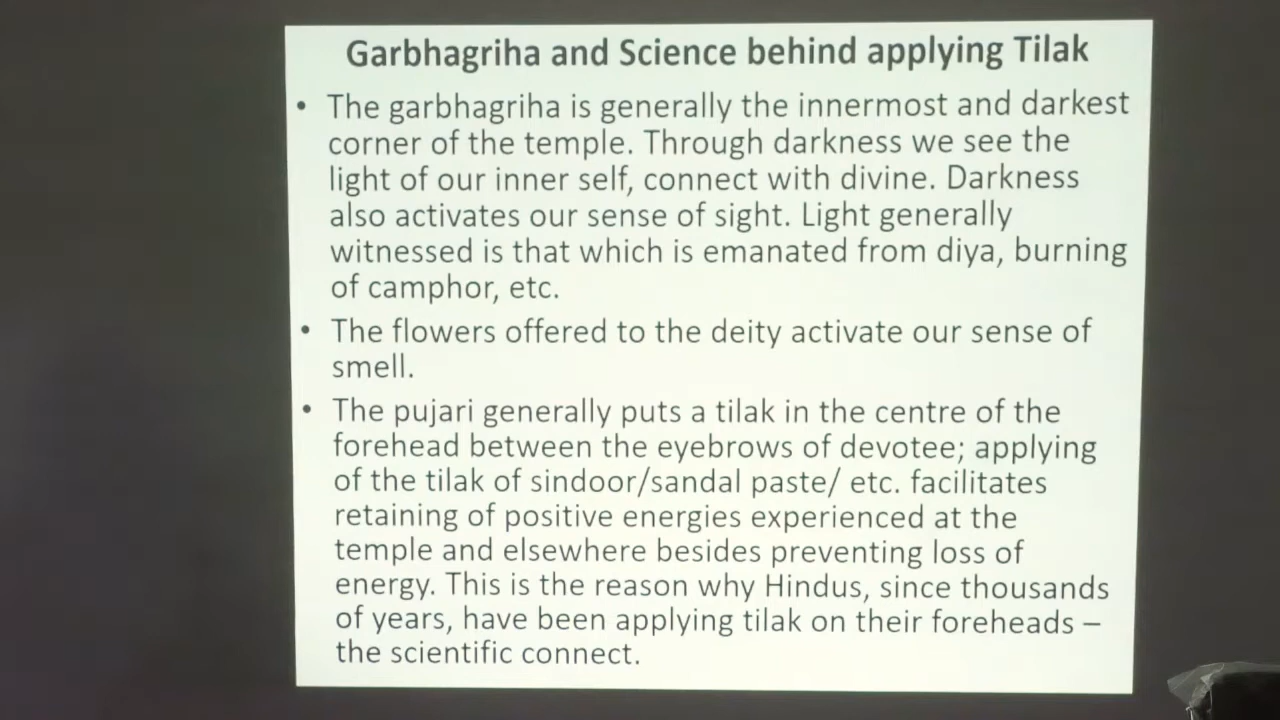 Garbhagriha and Science behind applying Tilak
• The garbhagriha is generally the innermost and darkest
corner of the temple. Through darkness we see the
light of our inner self, connect with divine. Darkness
also activates our sense of sight. Light generally
witnessed is that which is emanated from diya, burning
of camphor, etc.
• The flowers offered to the deity activate our sense of
smell.
• The pujari generally puts a tilak in the centre of the
forehead between the eyebrows of devotee; applying
of the tilak of sindoor/sandal paste/ etc. facilitates
retaining of positive energies experienced at the
temple and elsewhere besides preventing loss of
energy. This is the reason why Hindus, since thousands
of years, have been applying tilak on their foreheads –
the scientific connect.